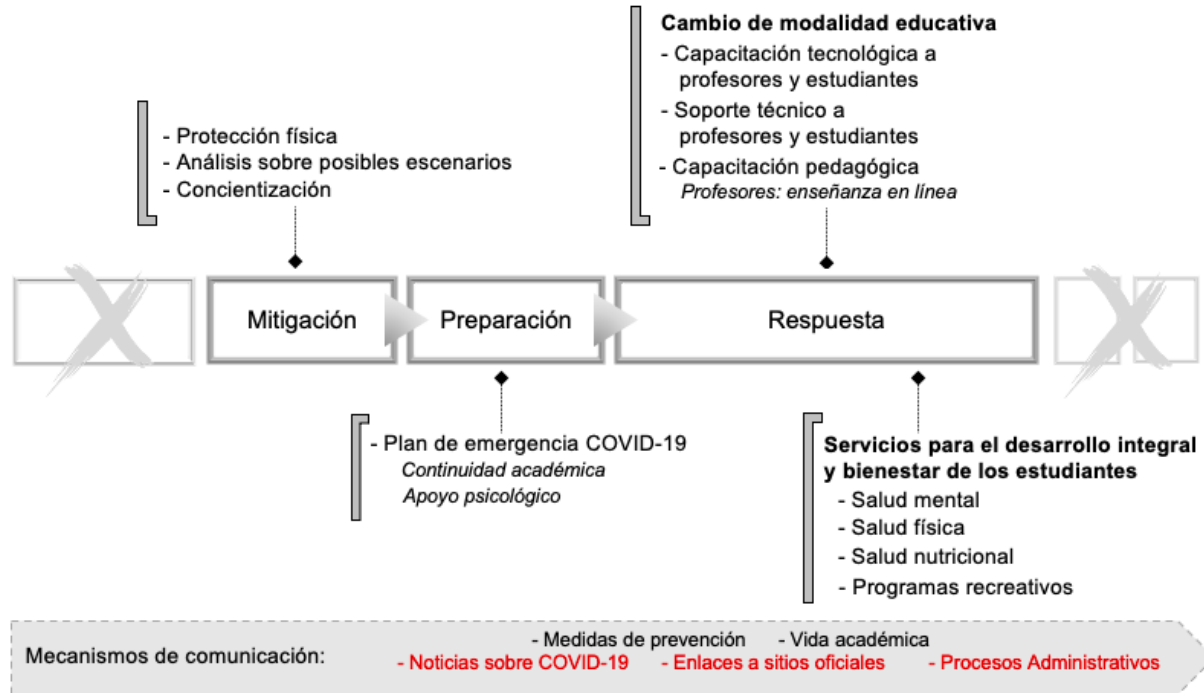 Cambio de modalidad educativa
- Capacitación tecnológica a
profesores y estudiantes
- Soporte técnico a
profesores y estudiantes
- Capacitación pedagógica
Profesores: enseñanza en línea
- Protección física
- Análisis sobre posibles escenarios
- Concientización
Mitigación
Preparación
Respuesta
- Plan de emergencia COVID-19
Continuidad académica
Apoyo psicológico
Servicios para el desarrollo integral
y bienestar de los estudiantes
- Salud mental
- Salud física
- Salud nutricional
- Programas recreativos
Mecanismos de comunicación:
- Medidas de prevención - Vida académica
- Noticias sobre COVID-19 - Enlaces a sitios oficiales - Procesos Administrativos